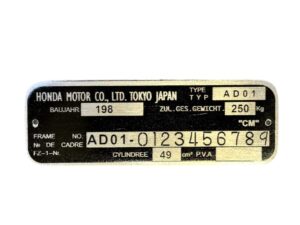 HONDA MOTOR CO., LTD. TOKYO JAPAN TYPE TYP AD01
BAUJAHR 198 ZUL.GES.GEWICHT. 250 Kg
"CM"
FRAME NO. AD01-0123456789
№ DE CADRE
FZ-1-Nr. CYLINDREE 49 cm³ P.V.A.